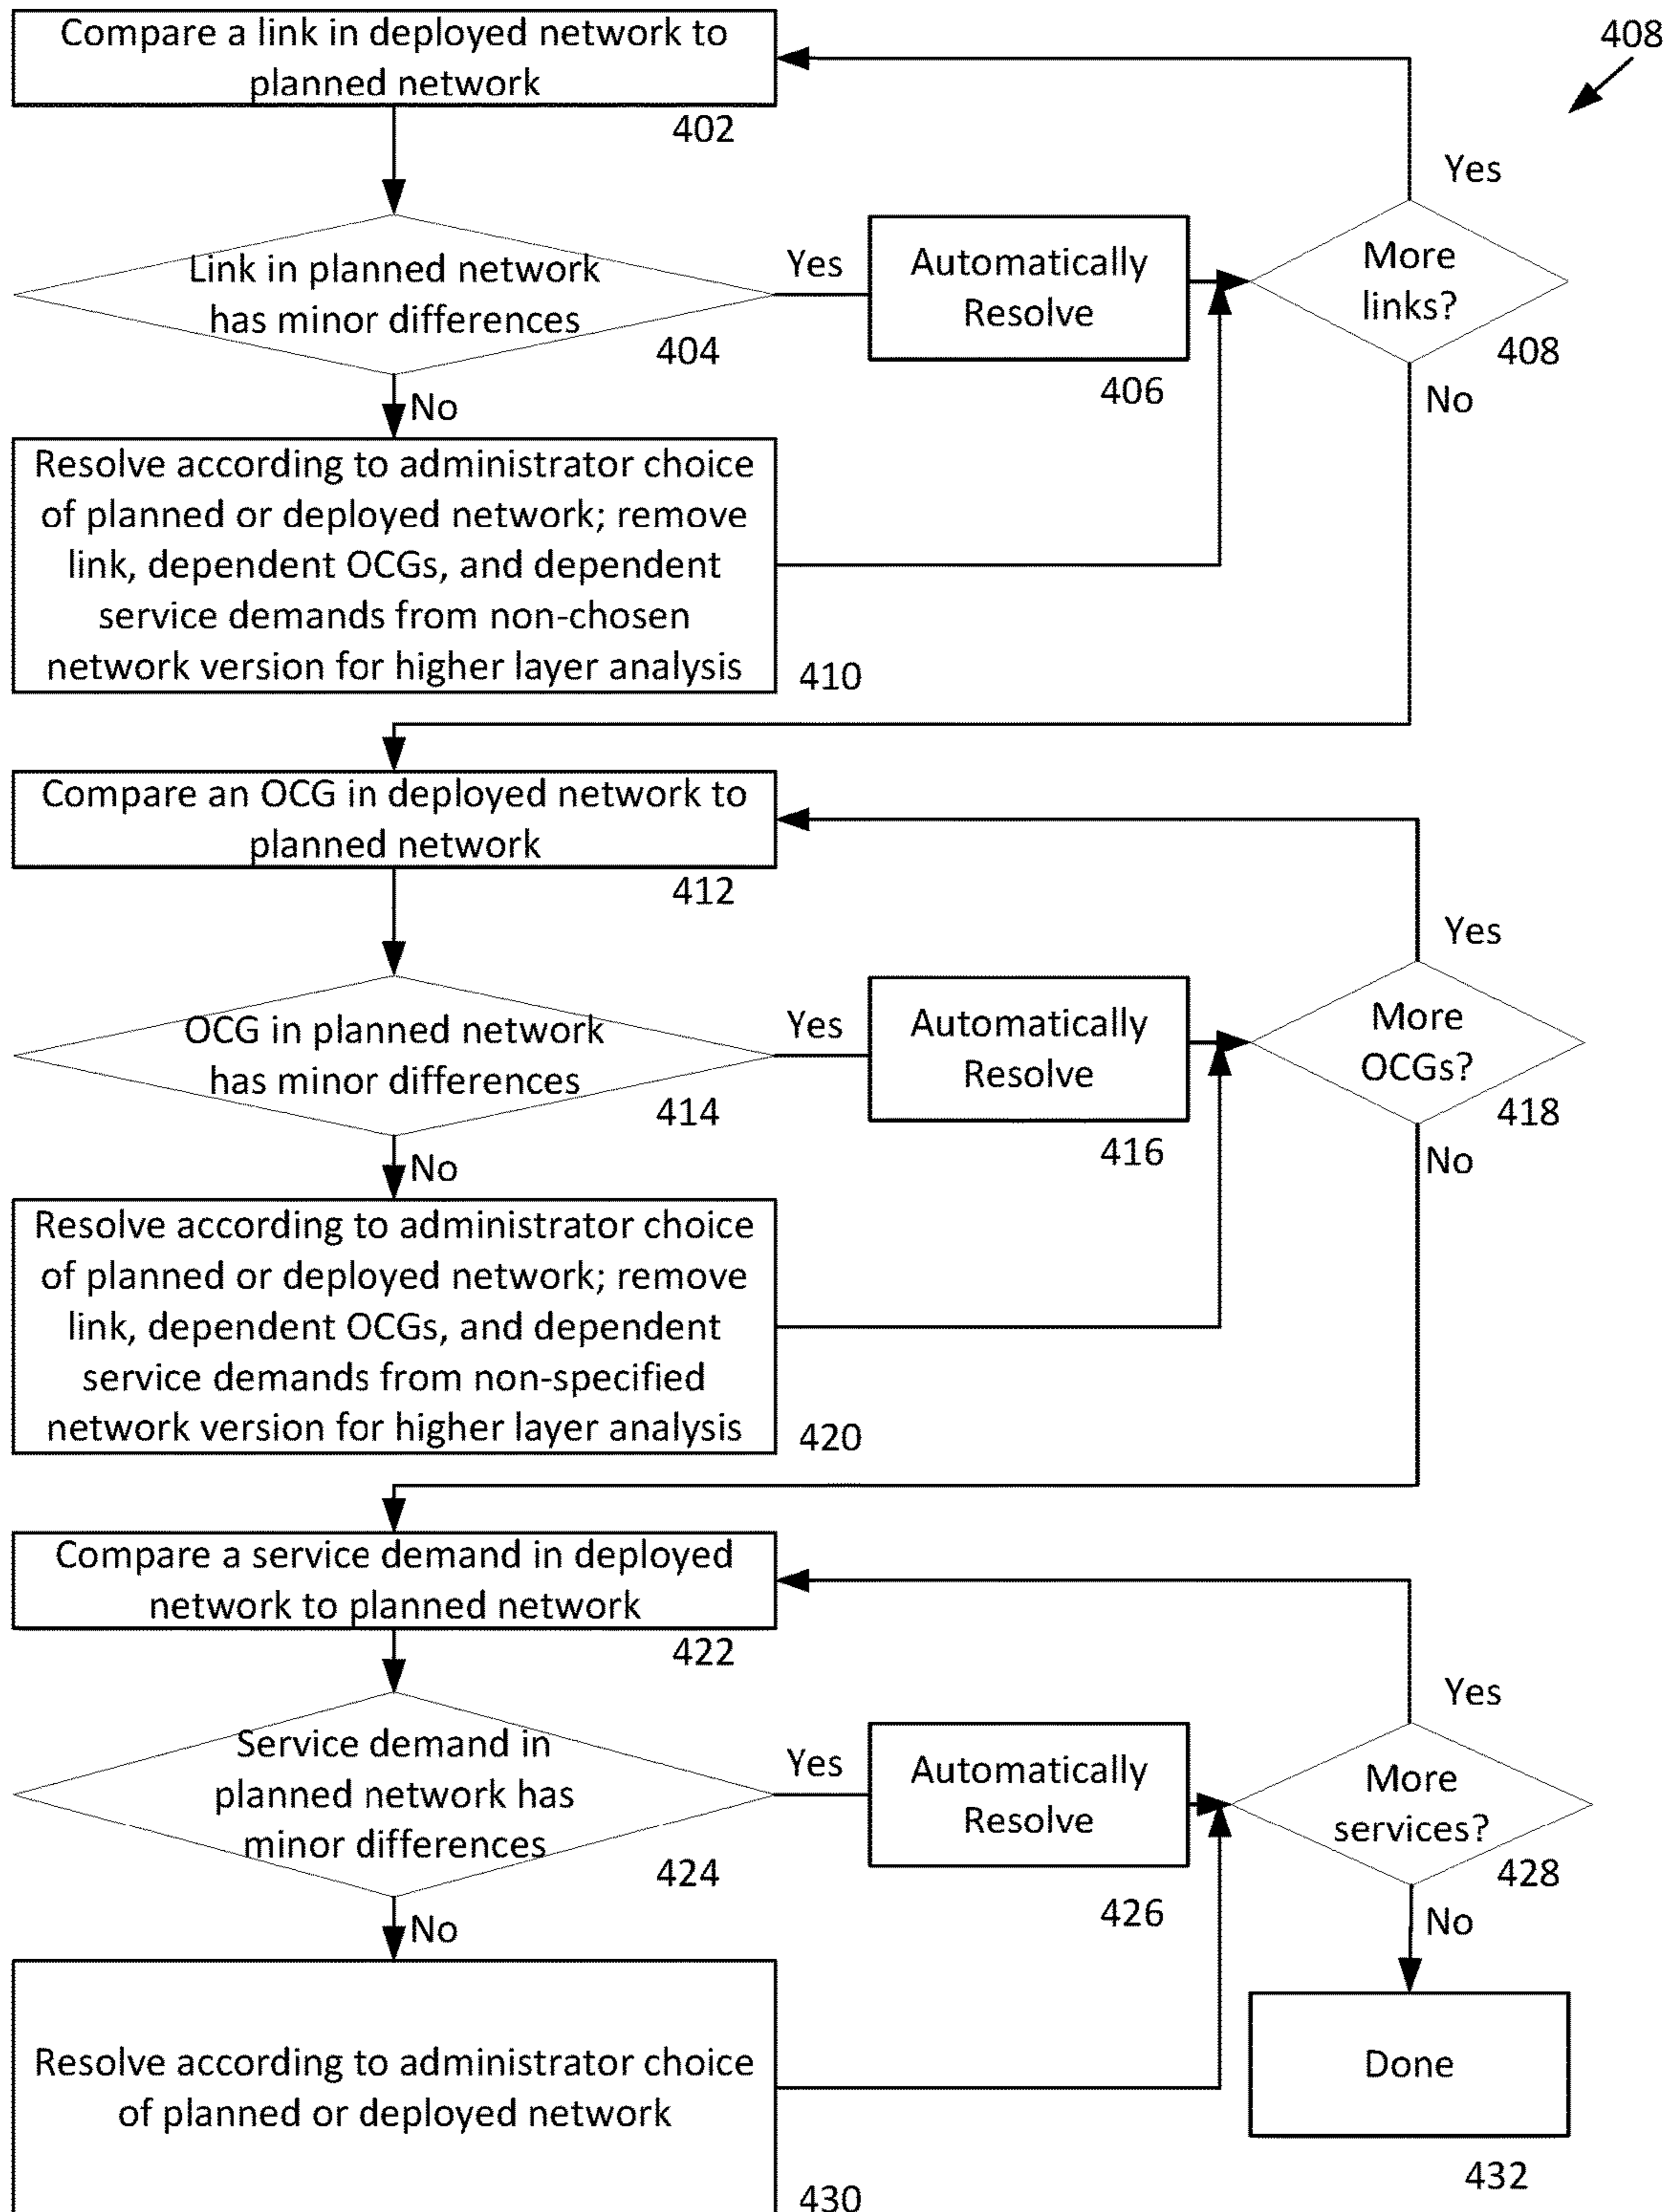 Compare a link in deployed network to
planned network
402
408
Link in planned network
has minor differences
404
Yes
Automatically
Resolve
406
More
links?
408
Yes
No
No
Resolve according to administrator choice
of planned or deployed network; remove
link, dependent OCGs, and dependent
service demands from non-chosen
network version for higher layer analysis
410
Compare an OCG in deployed network to
planned network
412
OCG in planned network
has minor differences
414
Yes
Automatically
Resolve
416
More
OCGs?
418
Yes
No
No
Resolve according to administrator choice
of planned or deployed network; remove
link, dependent OCGs, and dependent
service demands from non-specified
network version for higher layer analysis
420
Compare a service demand in deployed
network to planned network
422
Service demand in
planned network has
minor differences
424
Yes
Automatically
Resolve
426
More
services?
428
Yes
No
No
Resolve according to administrator choice
of planned or deployed network
430
Done
432